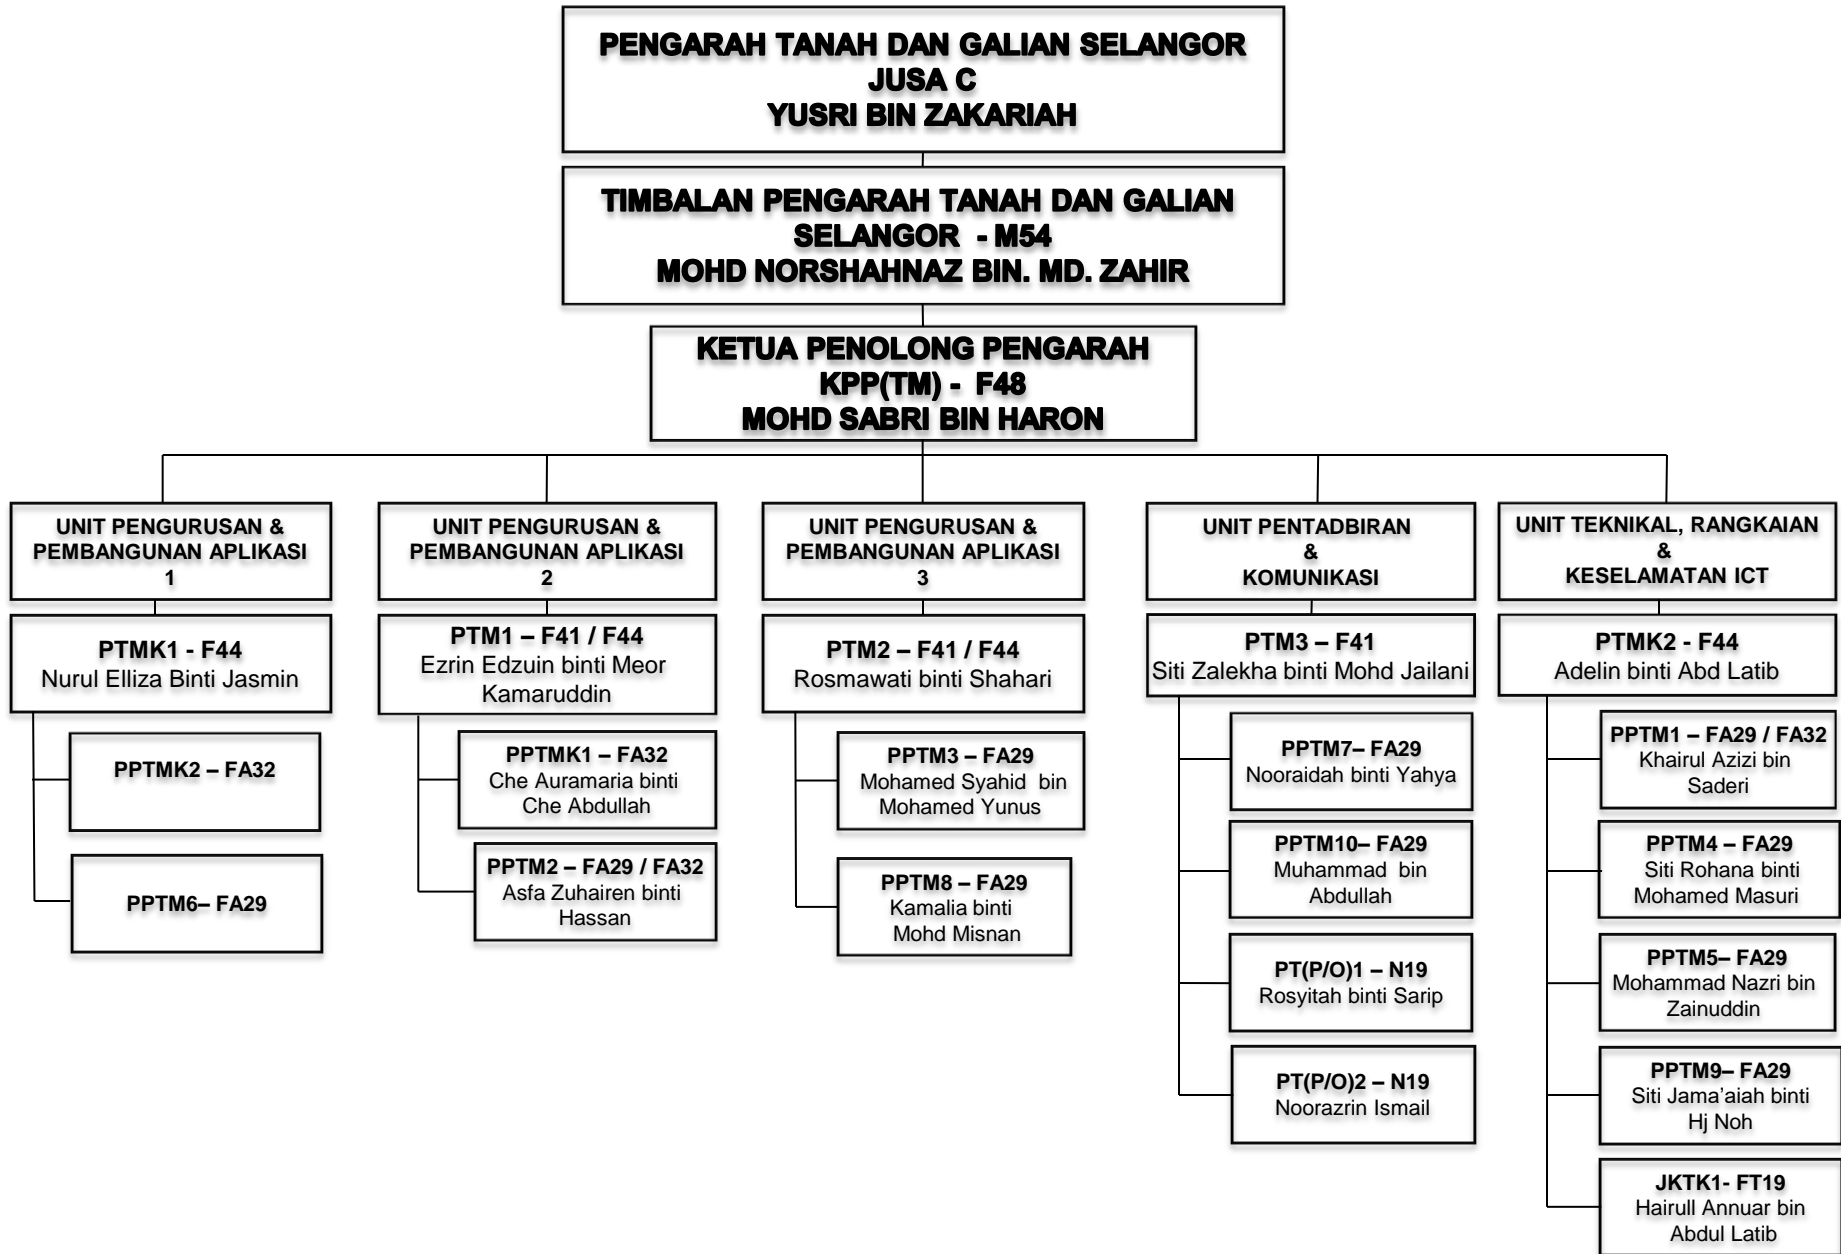 PENGARAH TANAH DAN GALIAN SELANGOR
JUSA C
YUSRI BIN ZAKARIAH
TIMBALAN PENGARAH TANAH DAN GALIAN
SELANGOR - M54
MOHD NORSHAHNAZ BIN. MD. ZAHIR
KETUA PENOLONG PENGARAH
KPP(TM) - F48
MOHD SABRI BIN HARON
UNIT PENGURUSAN &
PEMBANGUNAN APLIKASI
1
PTMK1 - F44
Nurul Elliza Binti Jasmin
PPTMK2 – FA32
PPTM6– FA29
UNIT PENGURUSAN &
PEMBANGUNAN APLIKASI
2
PTM1 – F41 / F44
Ezrin Edzuin binti Meor
Kamaruddin
PPTMK1 – FA32
Che Auramaria binti
Che Abdullah
PPTM2 – FA29 / FA32
Asfa Zuhairen binti
Hassan
UNIT PENGURUSAN &
PEMBANGUNAN APLIKASI
3
PTM2 – F41 / F44
Rosmawati binti Shahari
PPTM3 – FA29
Mohamed Syahid bin
Mohamed Yunus
PPTM8 – FA29
Kamalia binti
Mohd Misnan
UNIT PENTADBIRAN
&
KOMUNIKASI
PTM3 – F41
Siti Zalekha binti Mohd Jailani
PPTM7– FA29
Nooraidah binti Yahya
PPTM10– FA29
Muhammad bin
Abdullah
PT(P/O)1 – N19
Rosyitah binti Sarip
PT(P/O)2 – N19
Noorazrin Ismail
UNIT TEKNIKAL, RANGKAIAN
&
KESELAMATAN ICT
PTMK2 - F44
Adelin binti Abd Latib
PPTM1 – FA29 / FA32
Khairul Azizi bin
Saderi
PPTM4 – FA29
Siti Rohana binti
Mohamed Masuri
PPTM5– FA29
Mohammad Nazri bin
Zainuddin
PPTM9– FA29
Siti Jama’aiah binti
Hj Noh
JKTK1- FT19
Hairull Annuar bin
Abdul Latib